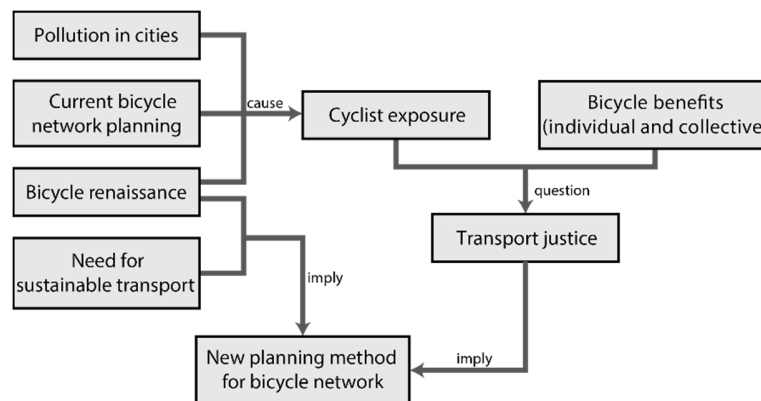 Pollution in cities
Current bicycle
network planning
cause
Cyclist exposure
Bicycle benefits
(individual and collective
Bicycle renaissance
question
Transport justice
Need for
sustainable transport
imply
New planning method
for bicycle network
imply